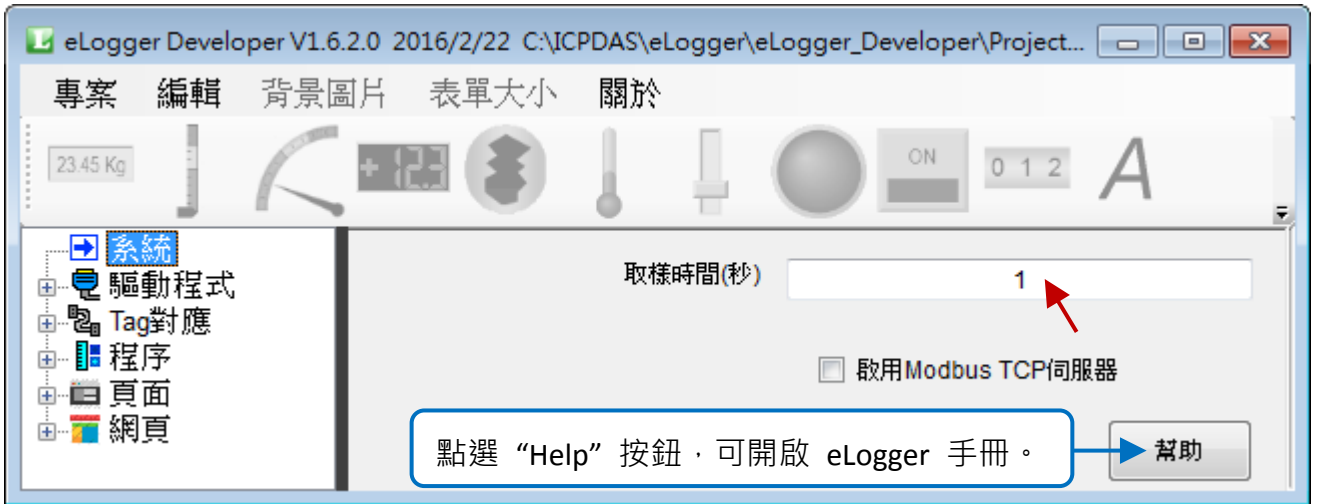 eLogger Developer V1.6.2.0 2016/2/22 C:\ICPDAS\eLogger\eLogger_Developer\Project...
專案 編輯 背景圖片 表單大小 關於
23.45 Kg
+ 12.3
ON
0 1 2
A
系統
驅動程式
Tag對應
程序
頁面
網頁
取樣時間(秒) 1
啟用Modbus TCP伺服器
點選 “Help” 按鈕，可開啟 eLogger 手冊。
幫助